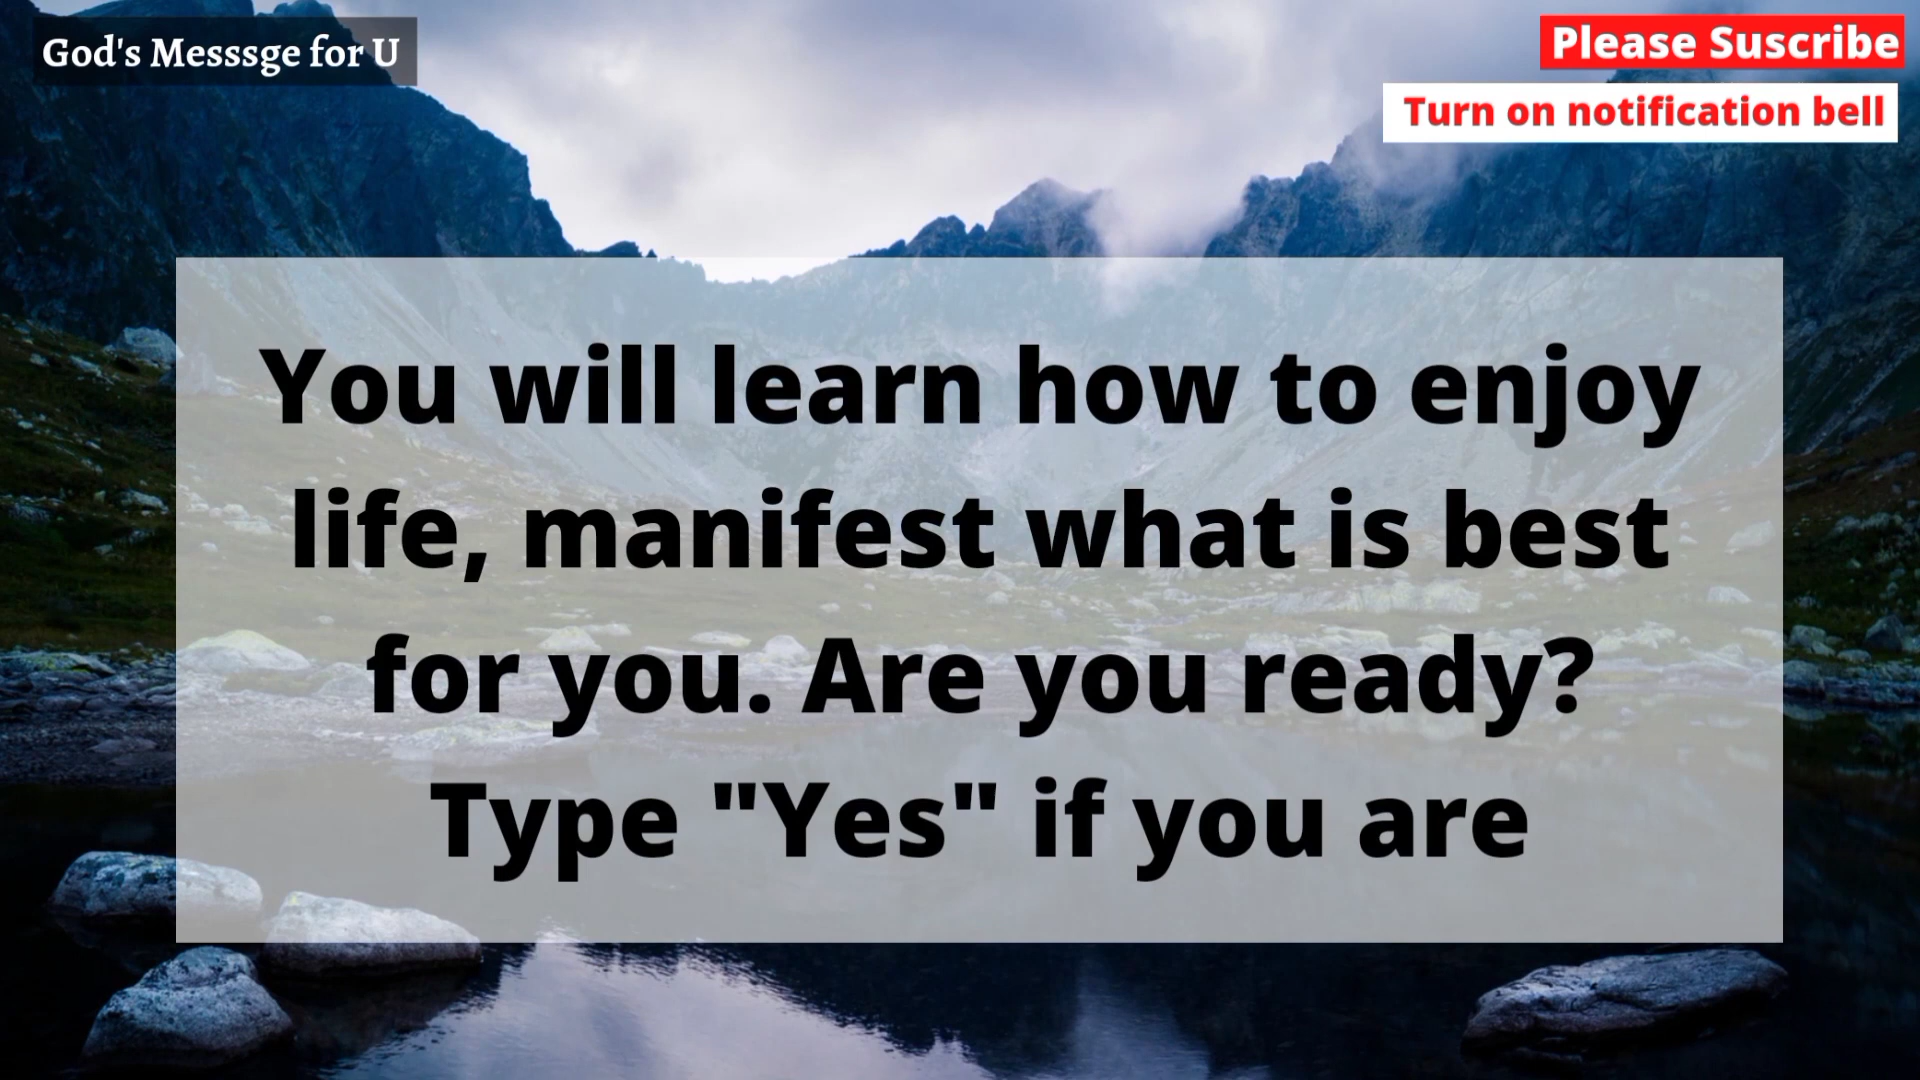 God's Messsge for U
Please Suscribe
Turn on notification bell
You will learn how to enjoy
life, manifest what is best
for you. Are you ready?
Type "Yes" if you are